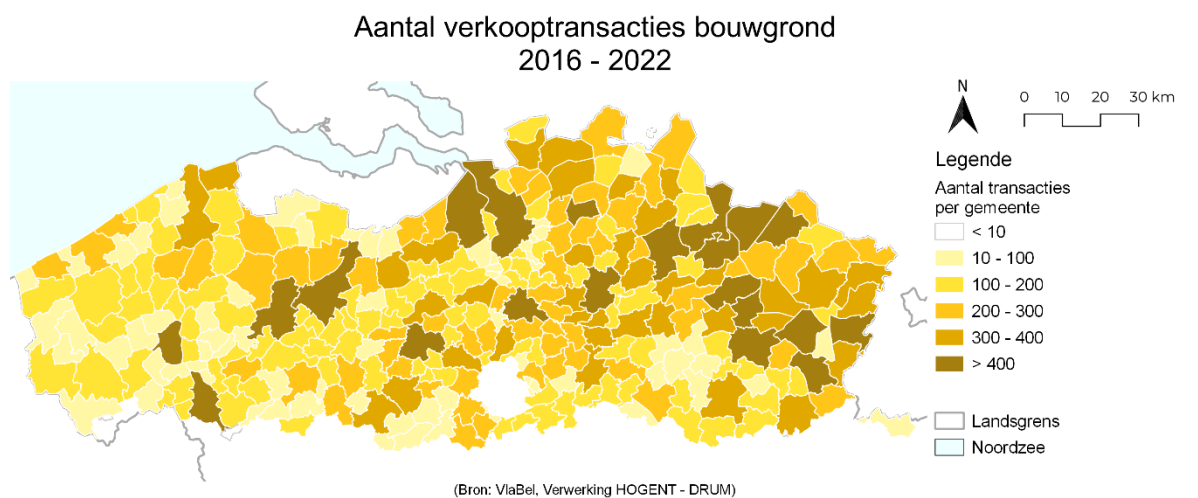 Aantal verkooptransacties bouwgrond
2016 - 2022
N
0 10 20 30 km
Legende
Aantal transacties
per gemeente
< 10
10 - 100
100 - 200
200 - 300
300 - 400
> 400
Landsgrens
Noordzee
(Bron: VlaBel, Verwerking HOGENT - DRUM)